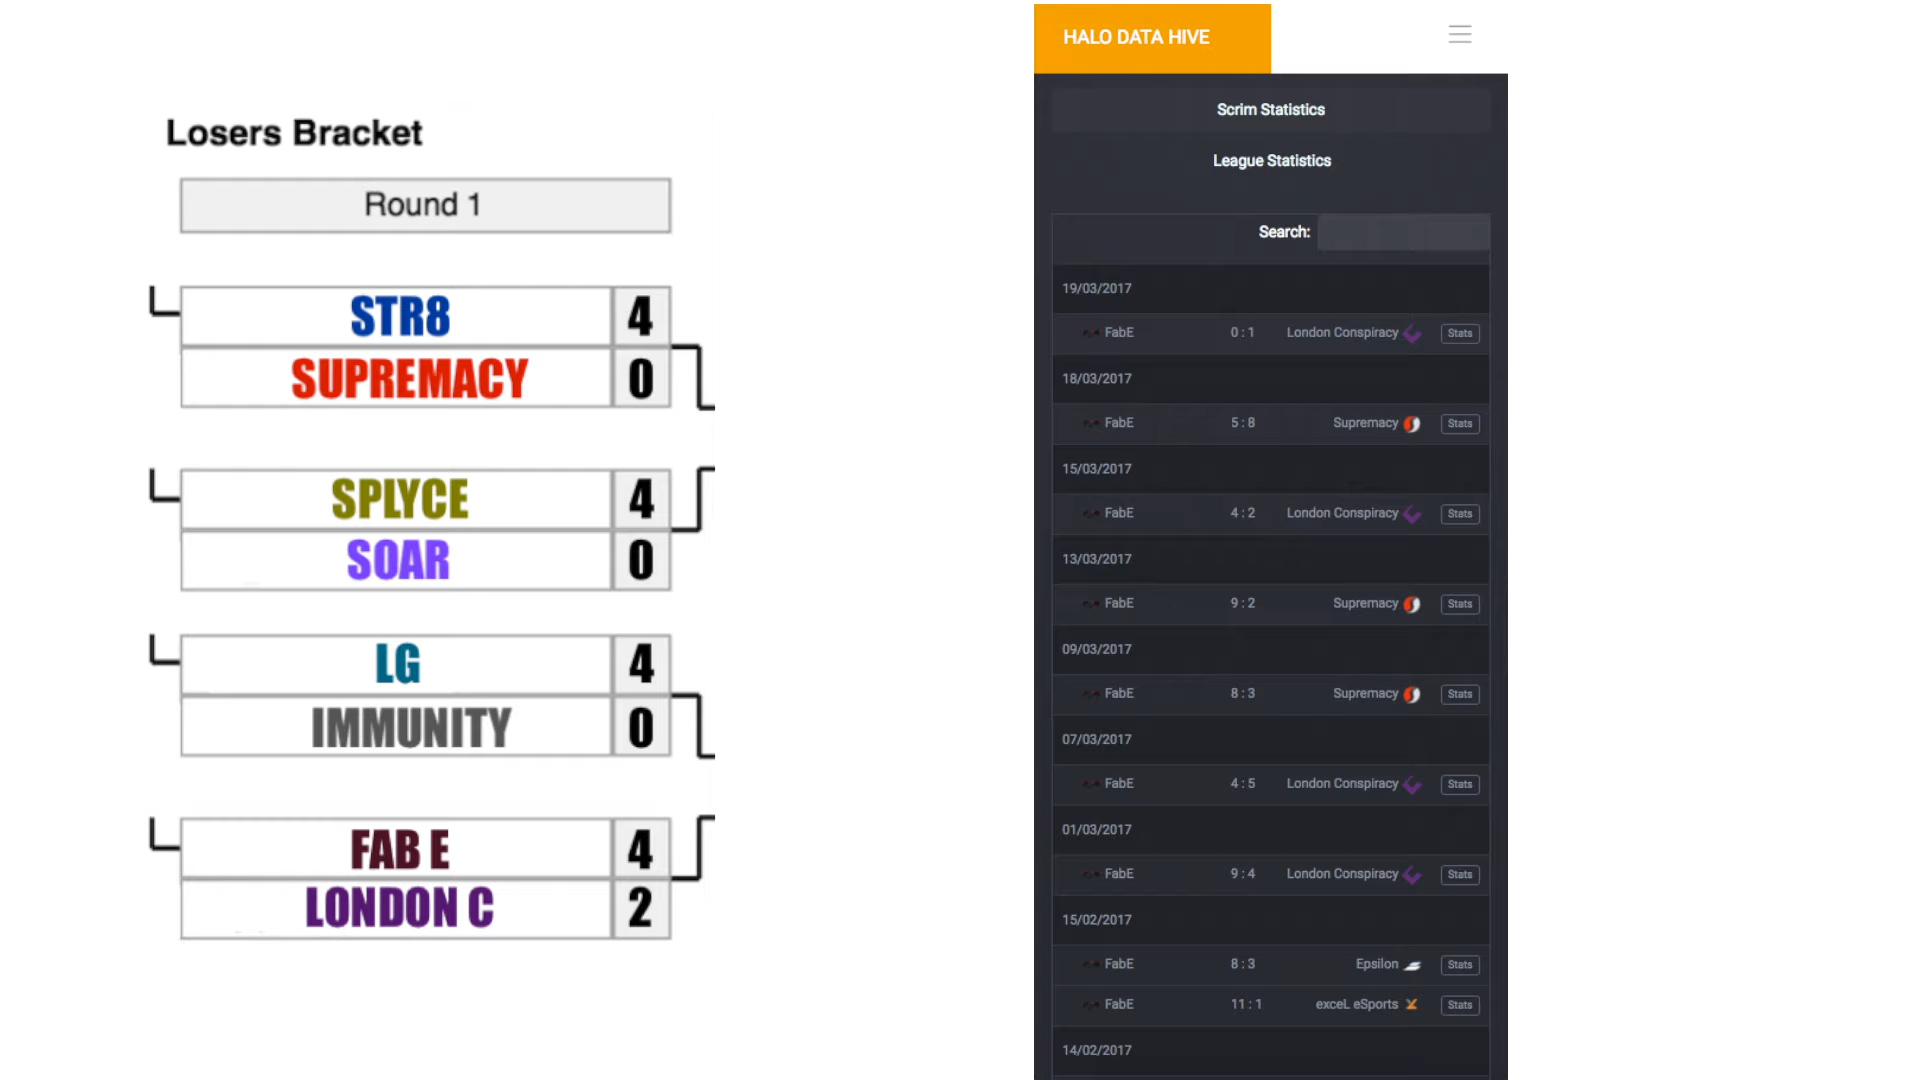 Losers Bracket
Round 1
STR8 4
SUPREMACY 0
SPLYCE 4
SOAR 0
LG 4
IMMUNITY 0
FAB E 4
LONDON C 2
HALO DATA HIVE
Scrim Statistics
League Statistics
Search:
19/03/2017
FabE 0 : 1 London Conspiracy Stats
18/03/2017
FabE 5 : 8 Supremacy Stats
15/03/2017
FabE 4 : 2 London Conspiracy Stats
13/03/2017
FabE 9 : 2 Supremacy Stats
09/03/2017
FabE 8 : 3 Supremacy Stats
07/03/2017
FabE 4 : 5 London Conspiracy Stats
01/03/2017
FabE 9 : 4 London Conspiracy Stats
15/02/2017
FabE 8 : 3 Epsilon Stats
FabE 11 : 1 exceL eSports Stats
14/02/2017